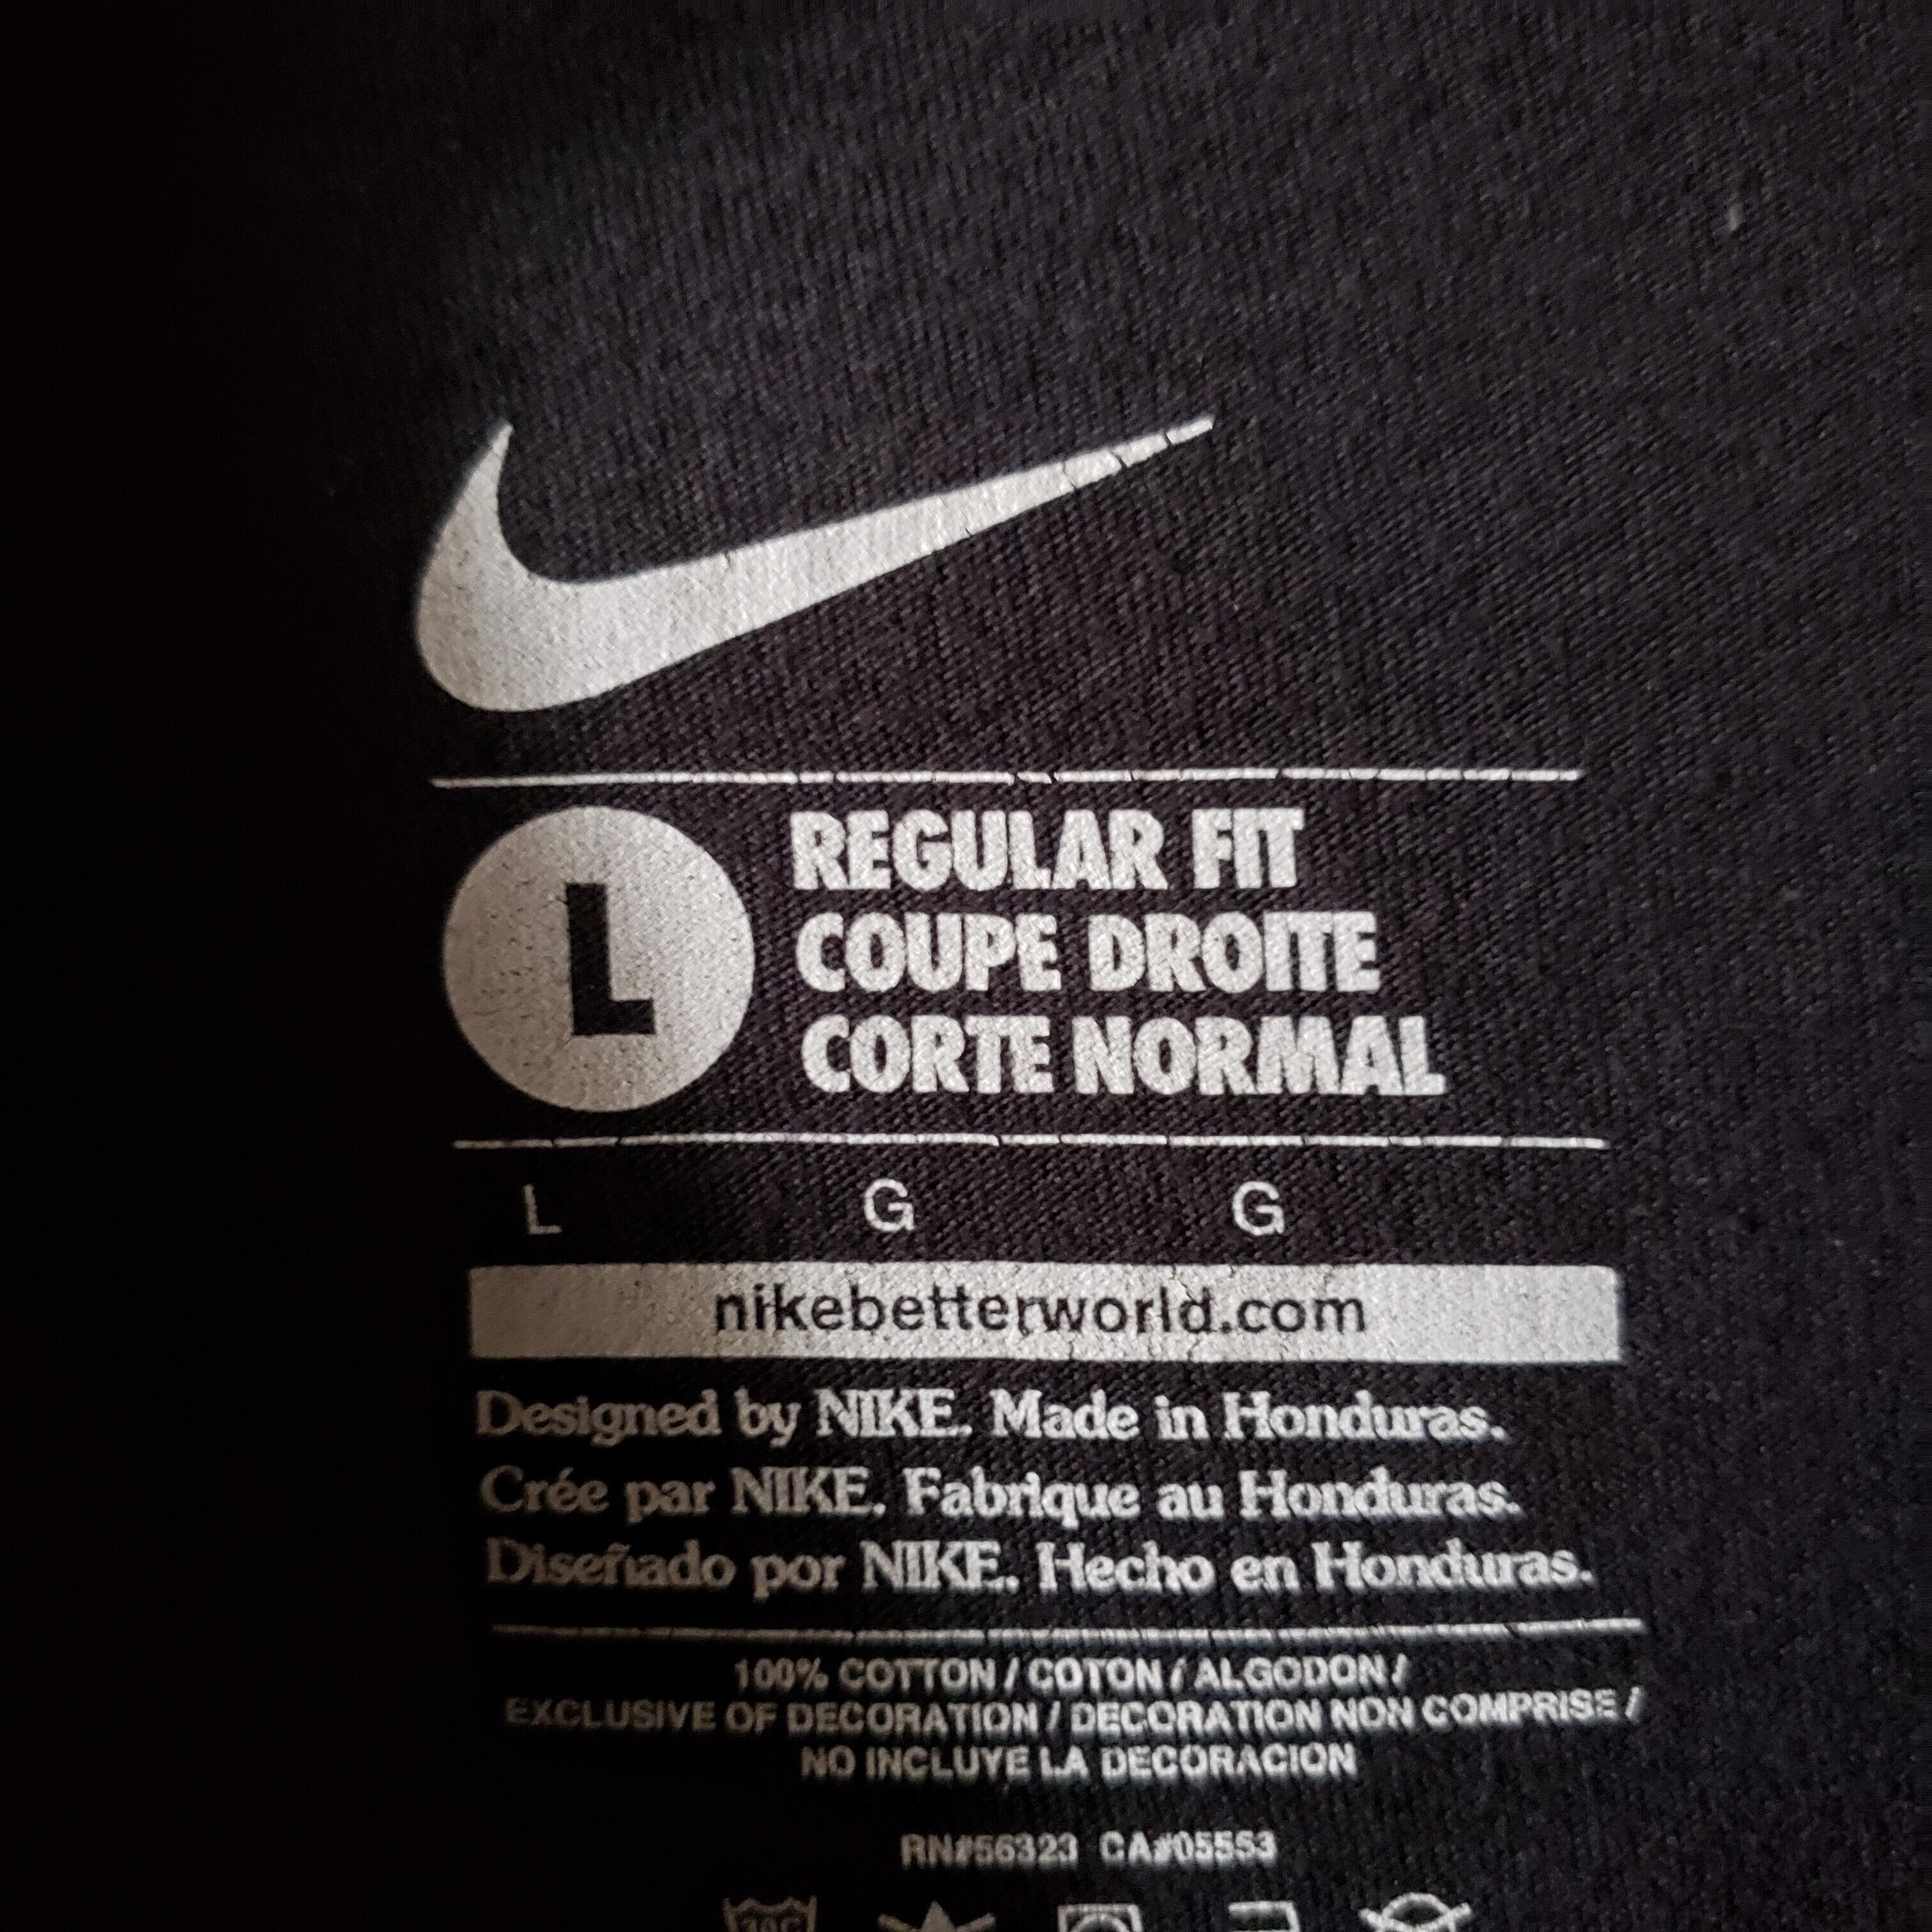 L
REGULAR FIT
COUPE DROITE
CORTE NORMAL
L G G
nikebetterworld.com
Designed by NIKE. Made in Honduras.
Crée par NIKE. Fabrique au Honduras.
Diseñado por NIKE. Hecho en Honduras.
100% COTTON / COTON / ALGODON /
EXCLUSIVE OF DECORATION / DECORATION NON COMPRISE /
NO INCLUYE LA DECORACION
RN#56323 CA#05553